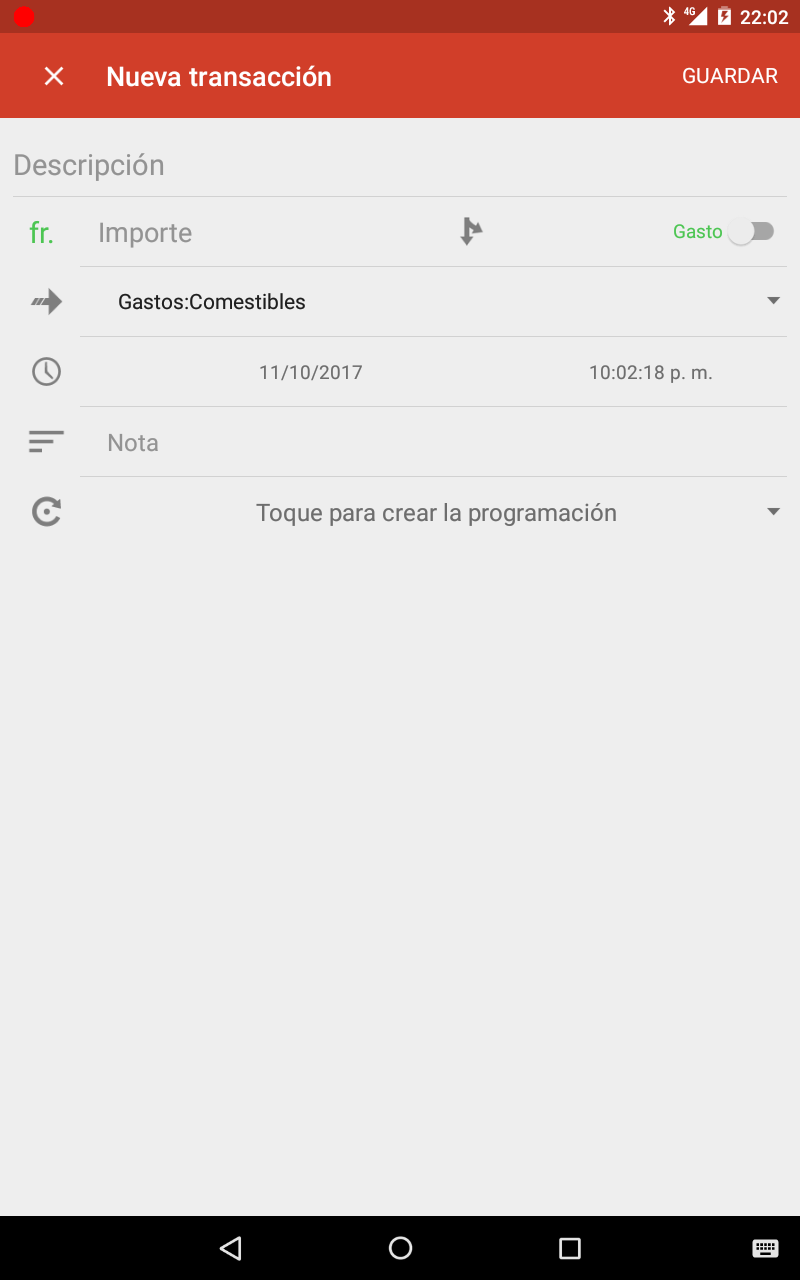 4G 22:02
Nueva transacción GUARDAR
Descripción
fr. Importe Gasto
Gastos:Comestibles
11/10/2017 10:02:18 p. m.
Nota
Toque para crear la programación